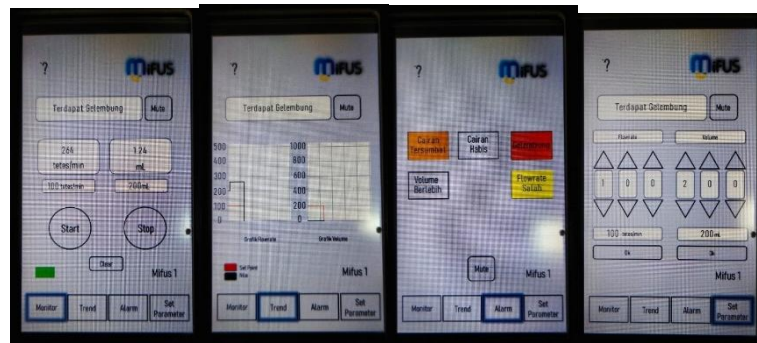 ?
MIFUS
Terdapat Gelembung
Mute
264
tetes/min
124
mL
100 tetes/min
200 mL
Start
Stop
Clear
Mifus 1
Monitor
Trend
Alarm
Set
Parameter
?
MIFUS
Terdapat Gelembung
Mute
500
400
300
200
100
0
1000
800
600
400
200
0
Grafik Flowrate
Grafik Volume
Set Point
Nilai
Mifus 1
Monitor
Trend
Alarm
Set
Parameter
?
MIFUS
Cairan
Tersumbat
Cairan
Habis
Gelembung
Volume
Berlebih
Flowrate
Salah
Mute
Mifus 1
Monitor
Trend
Alarm
Set
Parameter
?
MIFUS
Terdapat Gelembung
Mute
Flowrate
Volume
1
0
0
2
0
0
100 tetes/min
200 mL
Ok
Ok
Mifus 1
Monitor
Trend
Alarm
Set
Parameter